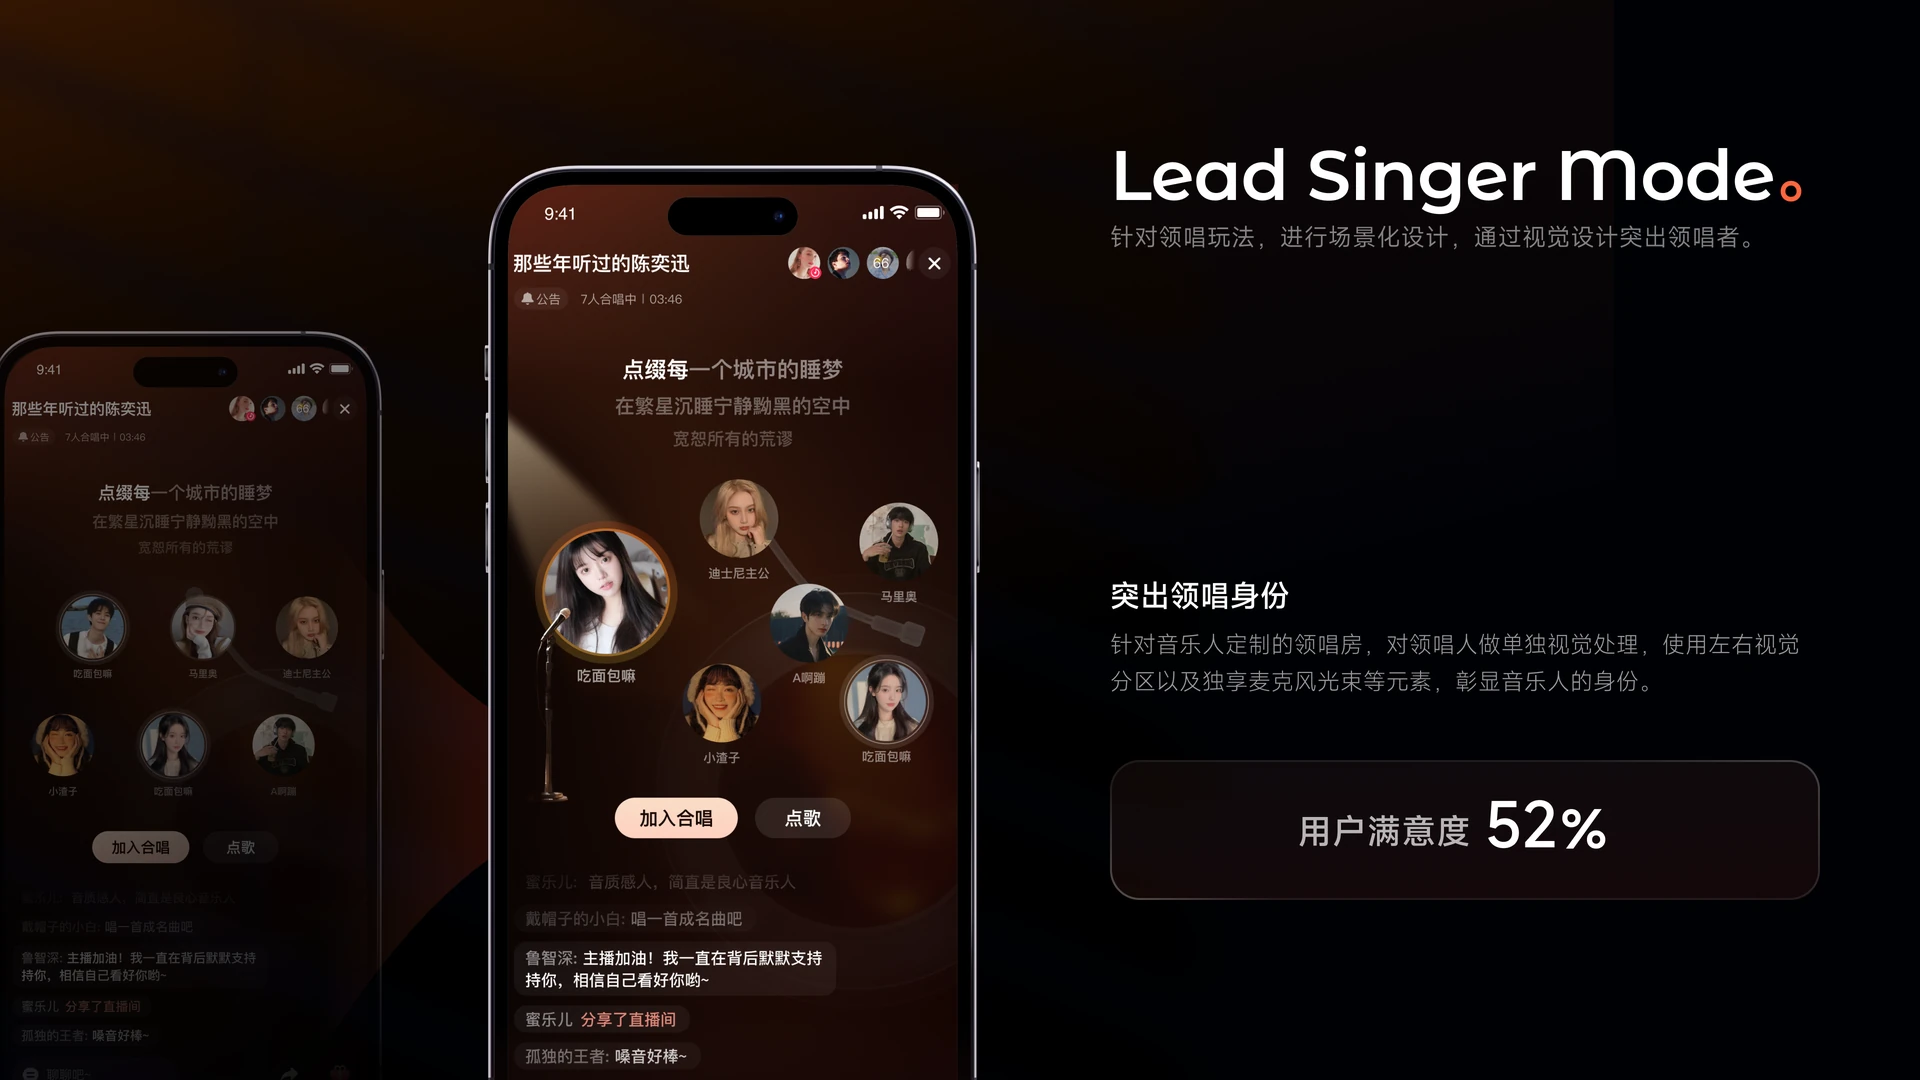 Lead Singer Mode
针对领唱玩法，进行场景化设计，通过视觉设计突出领唱者。
9:41
那些年听过的陈奕迅
66
公告 7人合唱中 | 03:46
点缀每一个城市的睡梦
在繁星沉睡宁静黝黑的空中
宽恕所有的荒谬
迪士尼主公
马里奥
吃面包嘛
A啊蹦
小渣子
吃面包嘛
加入合唱 点歌
蜜乐儿: 音质感人，简直是良心音乐人
戴帽子的小白: 唱一首成名曲吧
鲁智深: 主播加油！我一直在背后默默支持
持你，相信自己看好你哟~
蜜乐儿 分享了直播间
孤独的王者: 嗓音好棒~
9:41
那些年听过的陈奕迅
66
公告 7人合唱中 | 03:46
点缀每一个城市的睡梦
在繁星沉睡宁静黝黑的空中
宽恕所有的荒谬
吃面包嘛 马里奥 迪士尼主公
小渣子 吃面包嘛 A啊蹦
加入合唱 点歌
蜜乐儿: 音质感人，简直是良心音乐人
戴帽子的小白: 唱一首成名曲吧
鲁智深: 主播加油！我一直在背后默默支持
持你，相信自己看好你哟~
蜜乐儿 分享了直播间
孤独的王者: 嗓音好棒~
聊聊吧~
突出领唱身份
针对音乐人定制的领唱房，对领唱人做单独视觉处理，使用左右视觉
分区以及独享麦克风光束等元素，彰显音乐人的身份。
用户满意度 52%